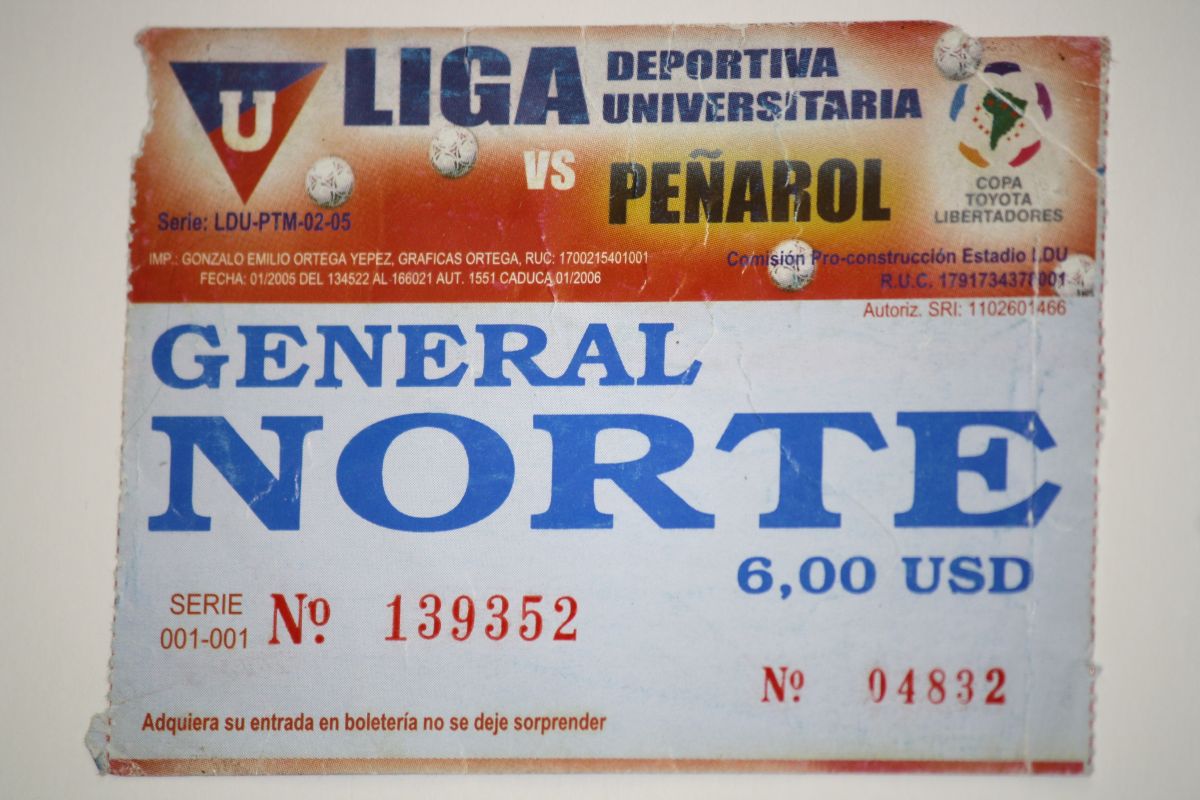 U
LIGA DEPORTIVA
UNIVERSITARIA
VS PEÑAROL
COPA
TOYOTA
LIBERTADORES
Serie: LDU-PTM-02-05
IMP.: GONZALO EMILIO ORTEGA YEPEZ, GRAFICAS ORTEGA, RUC: 1700215401001
FECHA: 01/2005 DEL 134522 AL 166021 AUT. 1551 CADUCA 01/2006
Comisión Pro-construcción Estadio LDU
R.U.C. 1791734378001
Autoriz. SRI: 1102601466
GENERAL
NORTE
6,00 USD
SERIE
001-001
Nº 139352
Nº 04832
Adquiera su entrada en boletería no se deje sorprender